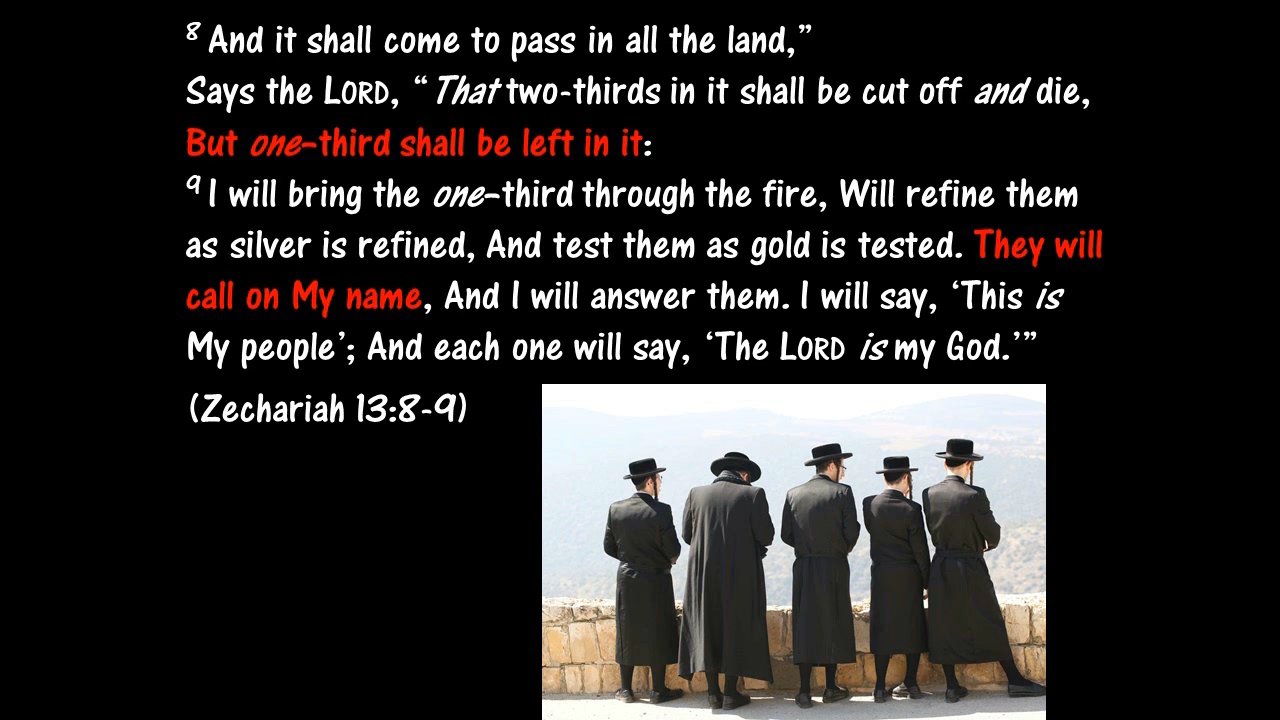 8 And it shall come to pass in all the land,”
Says the LORD, “That two-thirds in it shall be cut off and die,
But one–third shall be left in it:
9 I will bring the one–third through the fire, Will refine them
as silver is refined, And test them as gold is tested. They will
call on My name, And I will answer them. I will say, ‘This is
My people’; And each one will say, ‘The LORD is my God.’”
(Zechariah 13:8-9)